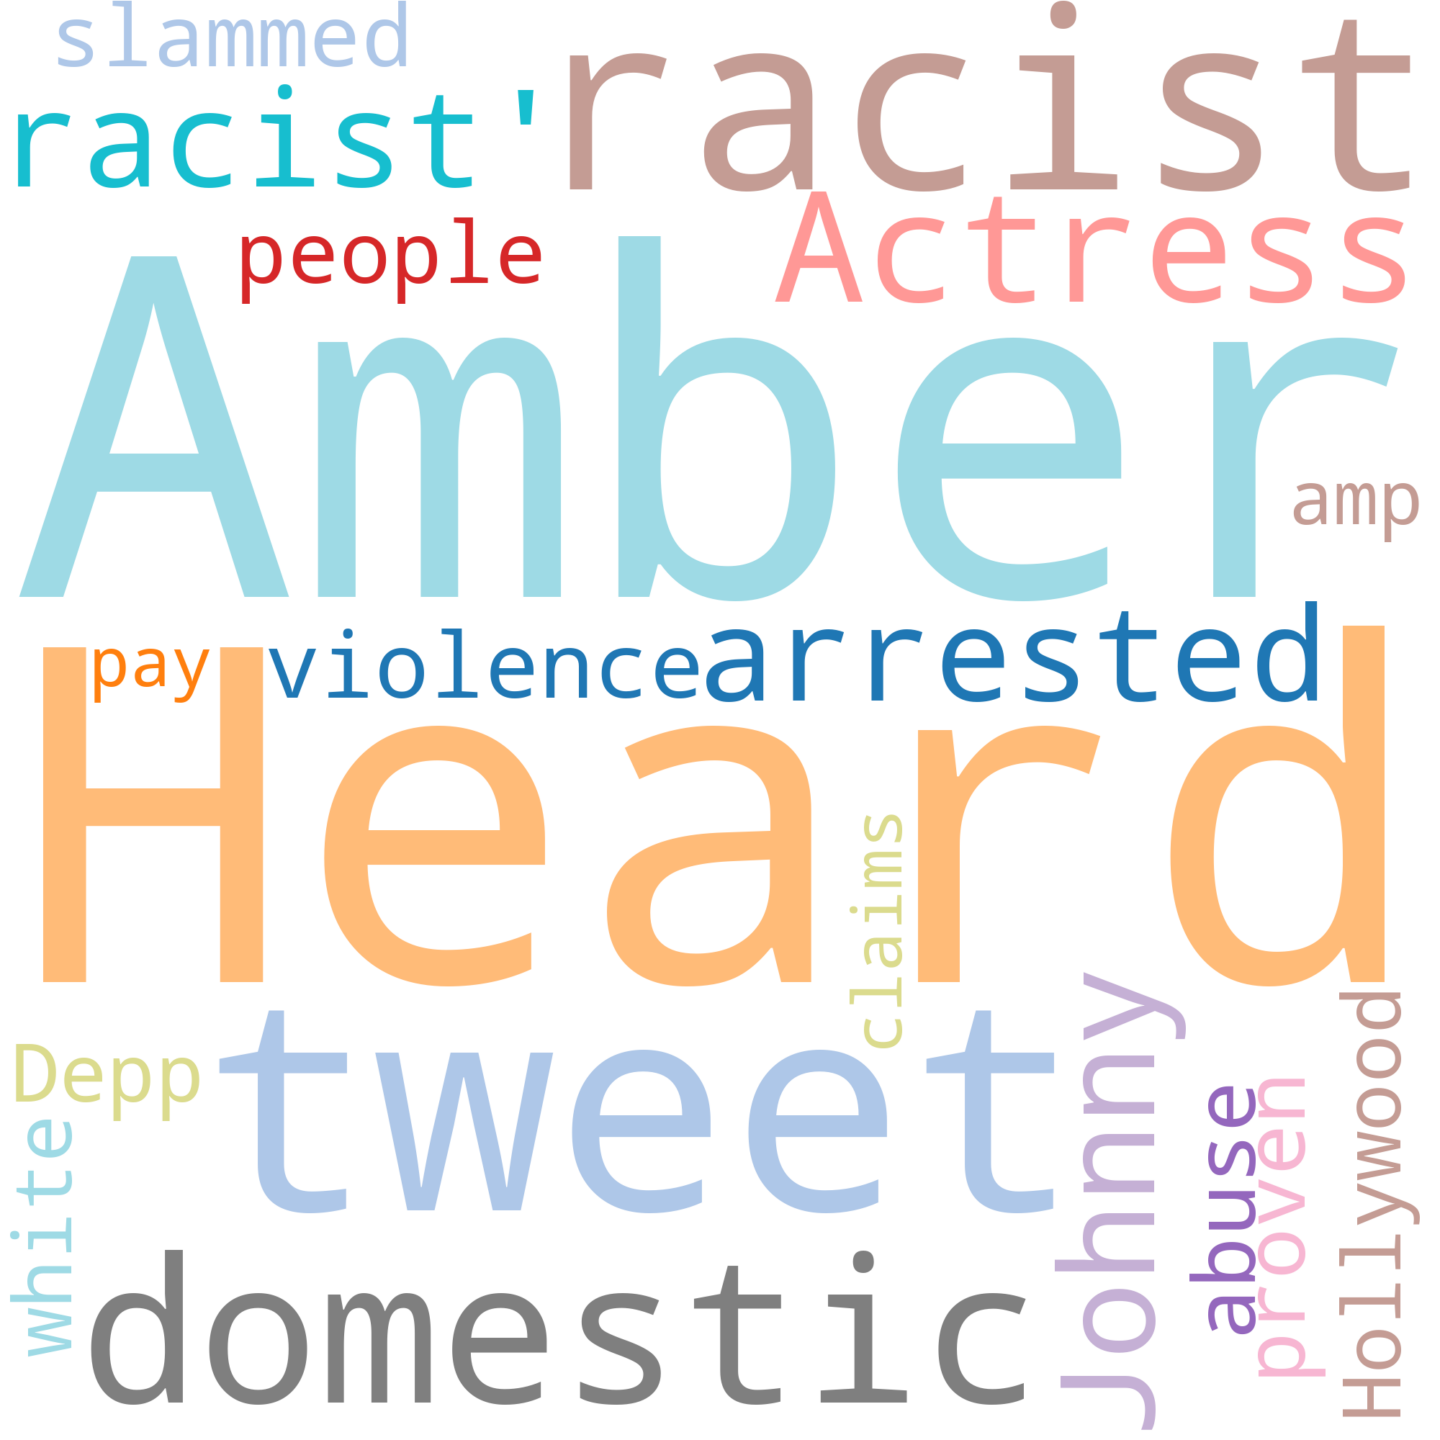 slammed
racist
racist'
Actress
people
Amber
amp
arrested
violence
pay
Heard
claims
tweet
Johnny
Hollywood
Depp
abuse
proven
white
domestic